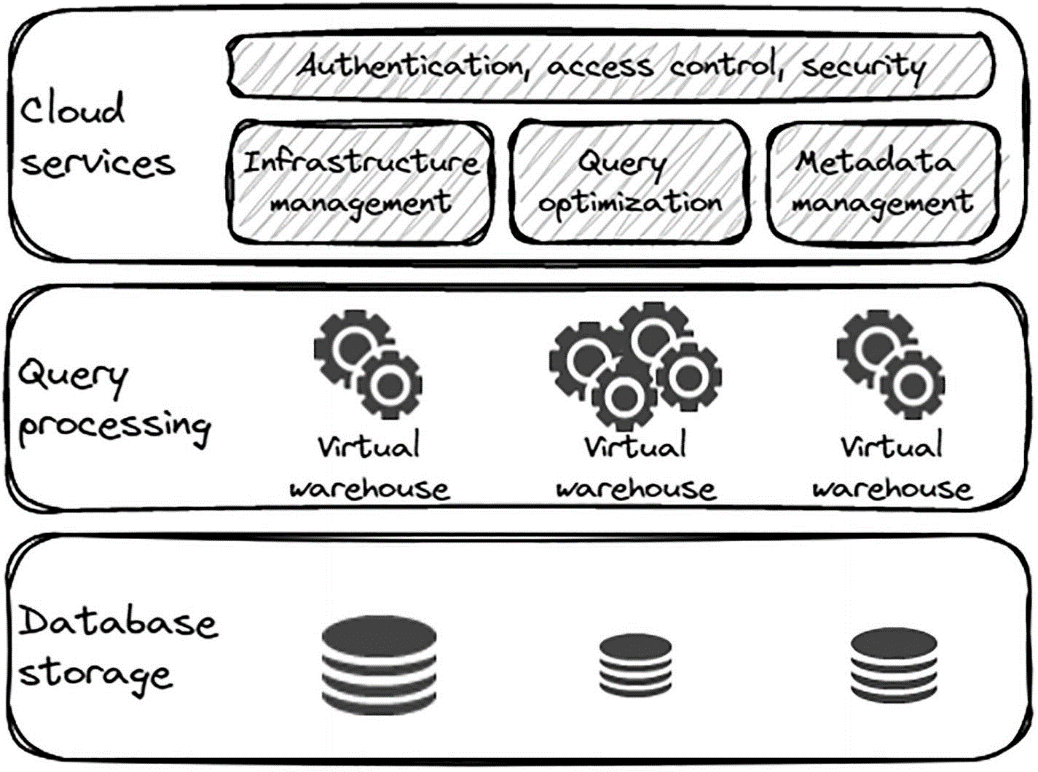 Cloud
services
Authentication, access control, security
Infrastructure
management
Query
optimization
Metadata
management
Query
processing
Virtual
warehouse
Virtual
warehouse
Virtual
warehouse
Database
storage